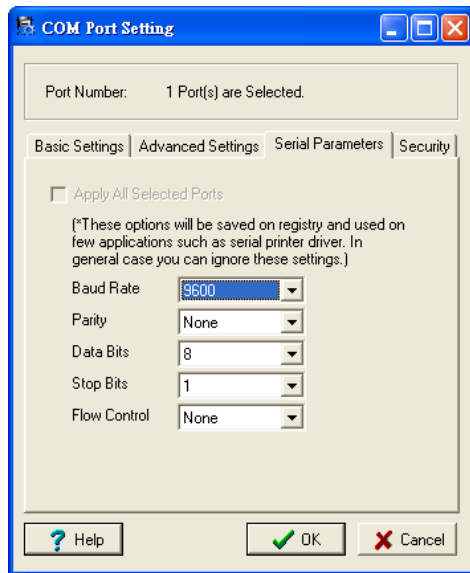 COM Port Setting
Port Number: 1 Port(s) are Selected.
Basic Settings Advanced Settings Serial Parameters Security
Apply All Selected Ports
(*These options will be saved on registry and used on
few applications such as serial printer driver. In
general case you can ignore these settings.)
Baud Rate 9600
Parity None
Data Bits 8
Stop Bits 1
Flow Control None
? Help OK Cancel